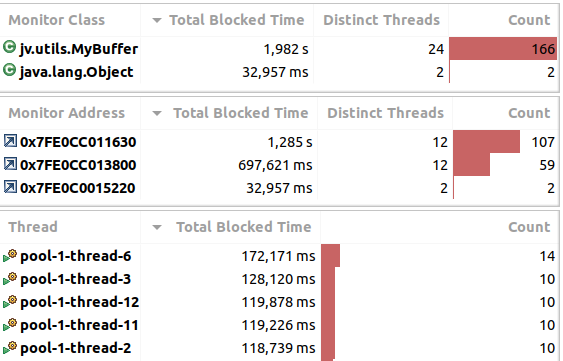 Monitor Class Total Blocked Time Distinct Threads Count
jv.utils.MyBuffer 1,982 s 24 166
java.lang.Object 32,957 ms 2 2
Monitor Address Total Blocked Time Distinct Threads Count
0x7FE0CC011630 1,285 s 12 107
0x7FE0CC013800 697,621 ms 12 59
0x7FE0C0015220 32,957 ms 2 2
Thread Total Blocked Time Count
pool-1-thread-6 172,171 ms 14
pool-1-thread-3 128,120 ms 10
pool-1-thread-12 119,878 ms 10
pool-1-thread-11 119,226 ms 10
pool-1-thread-2 118,739 ms 10